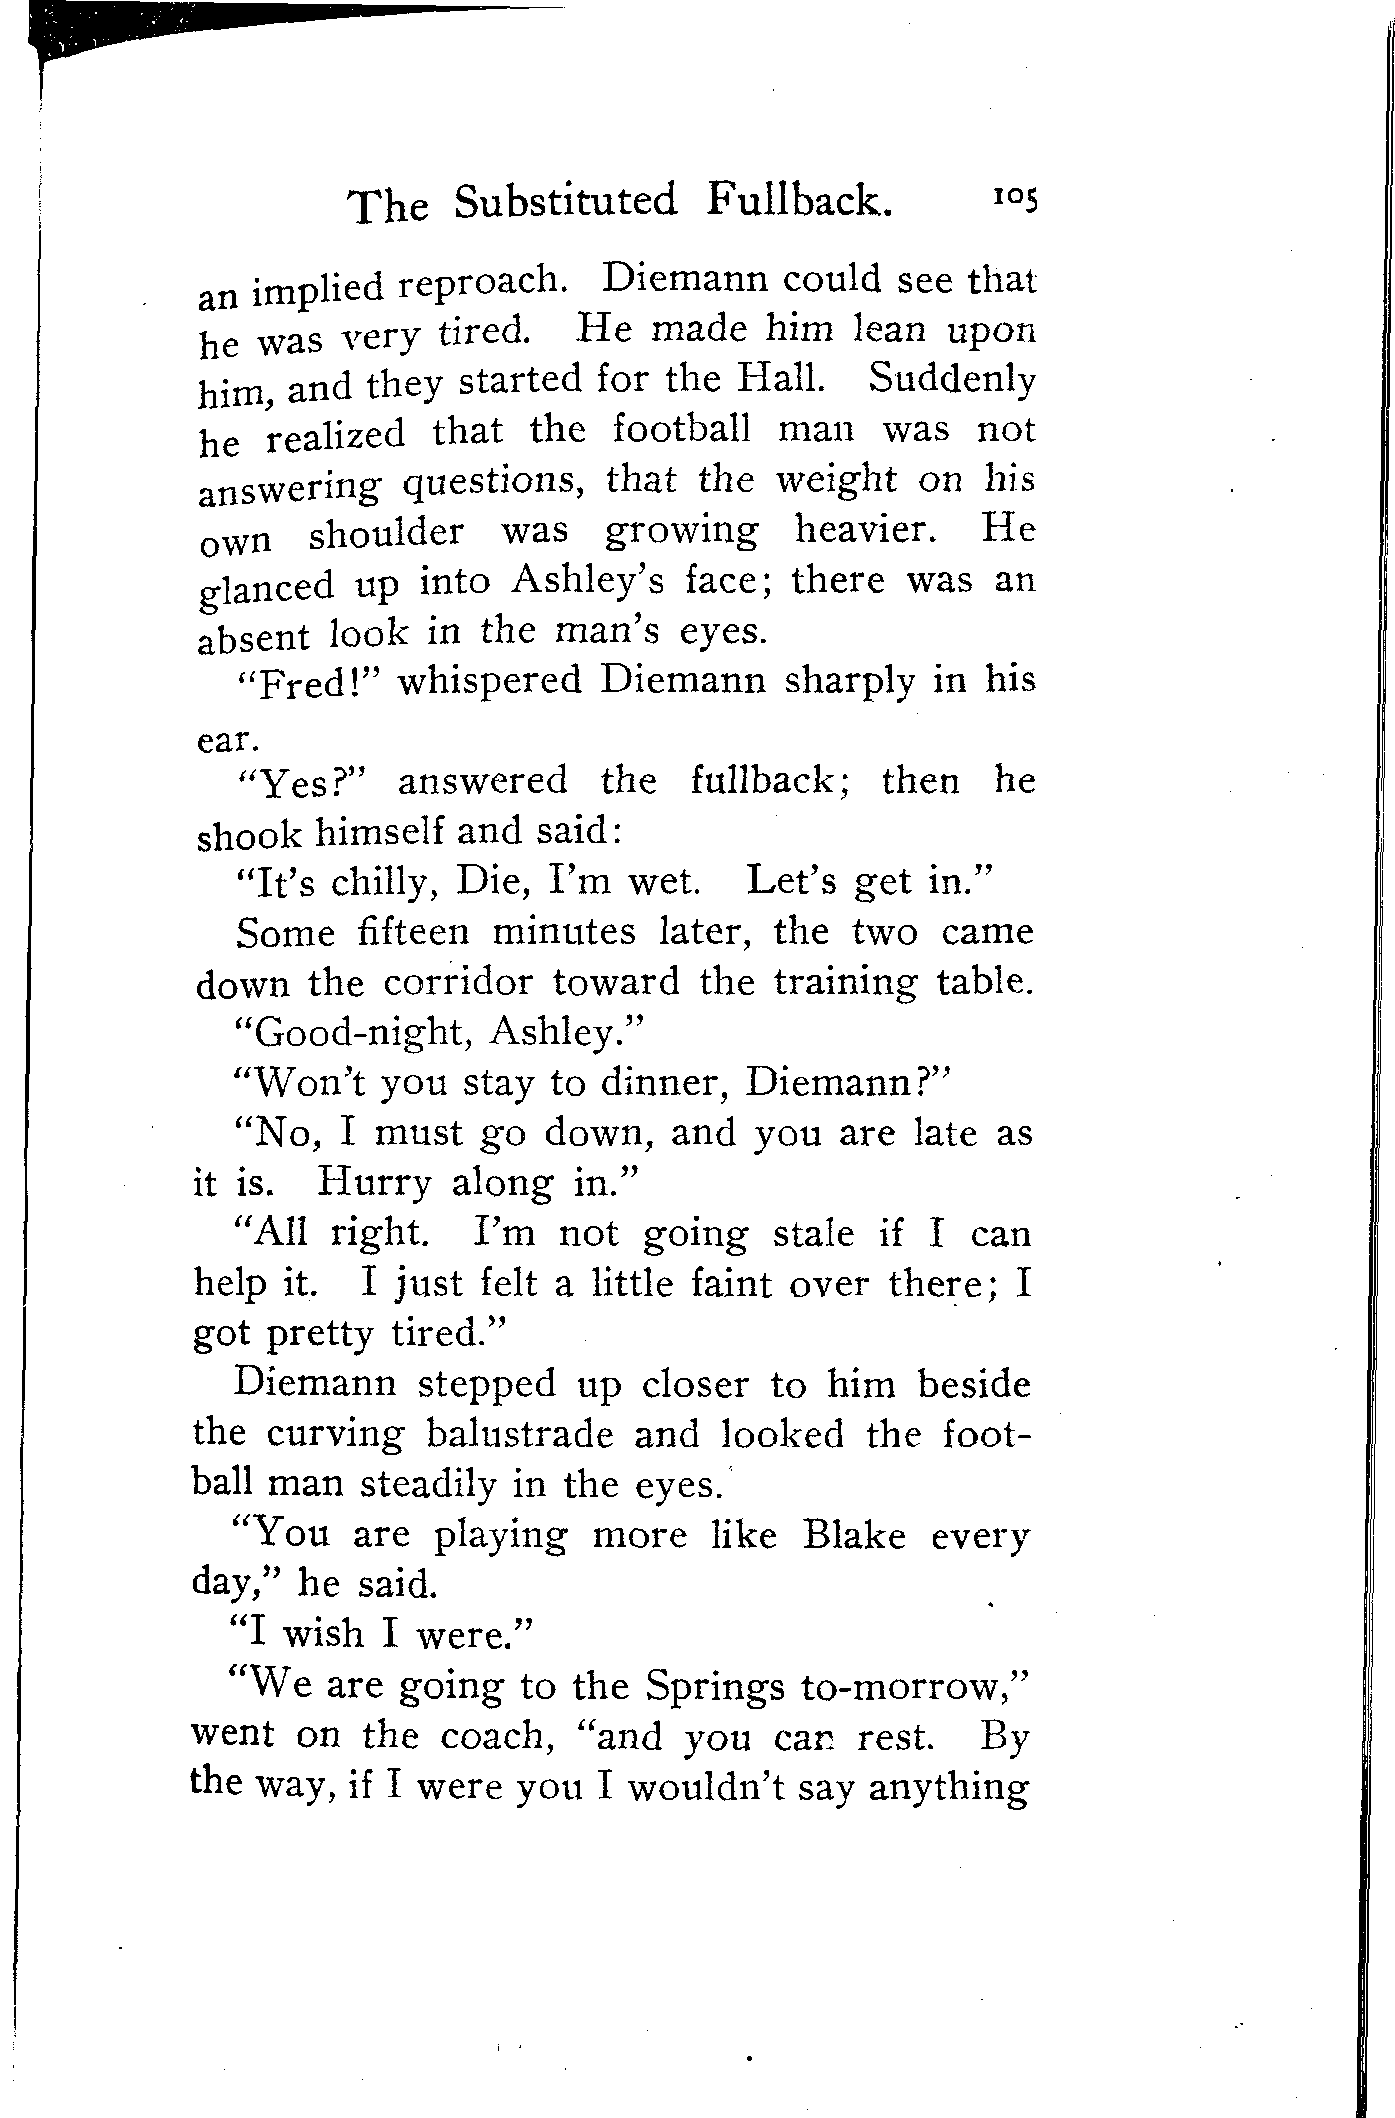 The Substituted Fullback. 105
an implied reproach. Diemann could see that
he was very tired. He made him lean upon
him, and they started for the Hall. Suddenly
he realized that the football man was not
answering questions, that the weight on his
own shoulder was growing heavier. He
glanced up into Ashley's face; there was an
absent look in the man's eyes.
"Fred!" whispered Diemann sharply in his
ear.
"Yes?" answered the fullback; then he
shook himself and said:
"It's chilly, Die, I'm wet. Let's get in."
Some fifteen minutes later, the two came
down the corridor toward the training table.
"Good-night, Ashley."
"Won't you stay to dinner, Diemann?"
"No, I must go down, and you are late as
it is. Hurry along in."
"All right. I'm not going stale if I can
help it. I just felt a little faint over there; I
got pretty tired."
Diemann stepped up closer to him beside
the curving balustrade and looked the foot-
ball man steadily in the eyes.
"You are playing more like Blake every
day," he said.
"I wish I were."
"We are going to the Springs to-morrow,"
went on the coach, "and you can rest. By
the way, if I were you I wouldn't say anything